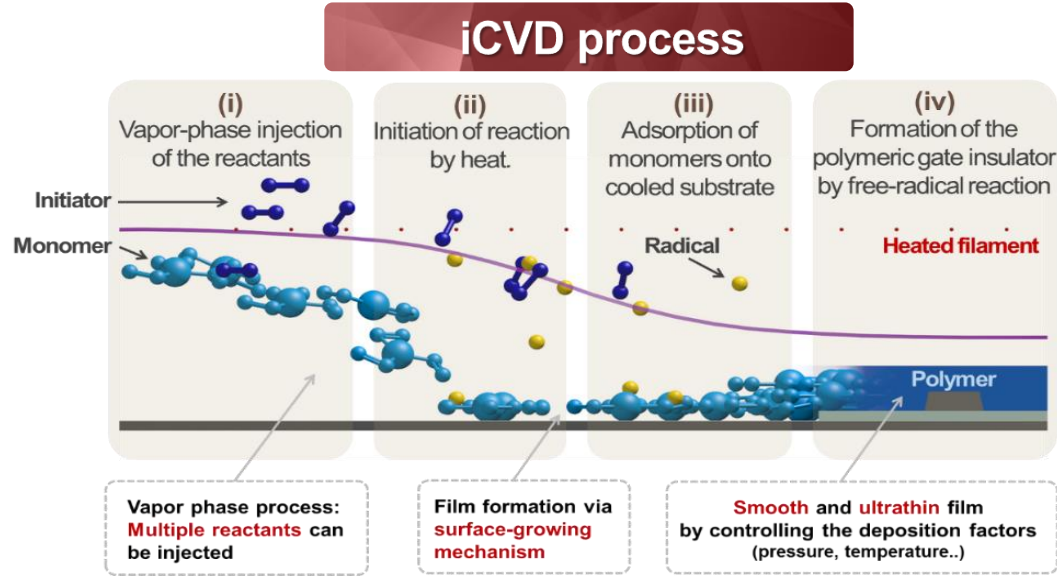 iCVD process
(i)
Vapor-phase injection
of the reactants
(ii)
Initiation of reaction
by heat.
(iii)
Adsorption of
monomers onto
cooled substrate
(iv)
Formation of the
polymeric gate insulator
by free-radical reaction
Initiator
Monomer
Radical
Heated filament
Polymer
Vapor phase process:
Multiple reactants can
be injected
Film formation via
surface-growing
mechanism
Smooth and ultrathin film
by controlling the deposition factors
(pressure, temperature..)